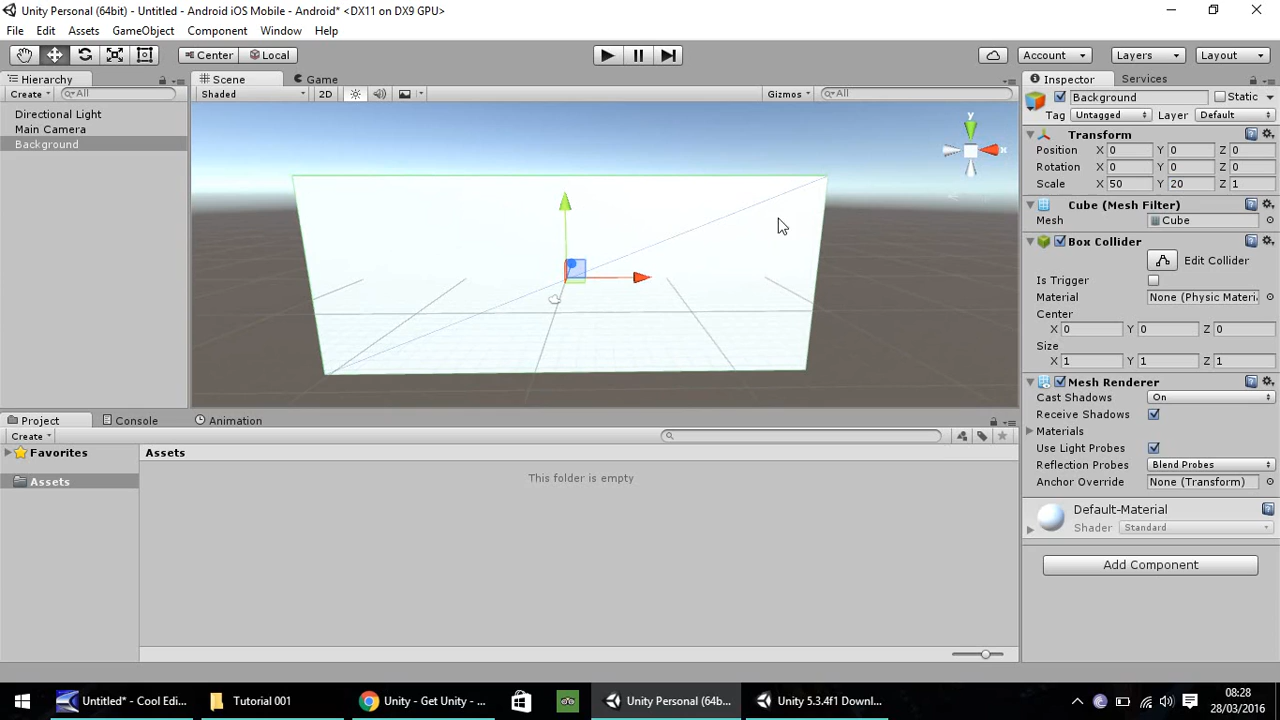 Unity Personal (64bit) - Untitled - Android iOS Mobile - Android* <DX11 on DX9 GPU>
File Edit Assets GameObject Component Window Help
Center Local Account Layers Layout
Hierarchy
Create All
Directional Light
Main Camera
Background
Scene Game
Shaded 2D Gizmos All
y
x
Inspector Services
Background Static
Tag Untagged Layer Default
Transform
Position X 0 Y 0 Z 0
Rotation X 0 Y 0 Z 0
Scale X 50 Y 20 Z 1
Cube (Mesh Filter)
Mesh Cube
Box Collider
Edit Collider
Is Trigger
Material None (Physic Materi
Center
X 0 Y 0 Z 0
Size
X 1 Y 1 Z 1
Mesh Renderer
Cast Shadows On
Receive Shadows
Materials
Use Light Probes
Reflection Probes Blend Probes
Anchor Override None (Transform)
Default-Material
Shader Standard
Add Component
Project Console Animation
Create
Favorites
Assets
Assets
This folder is empty
Untitled* - Cool Edi... Tutorial 001 Unity - Get Unity - ... Unity Personal (64b... Unity 5.3.4f1 Downl...
08:28
28/03/2016